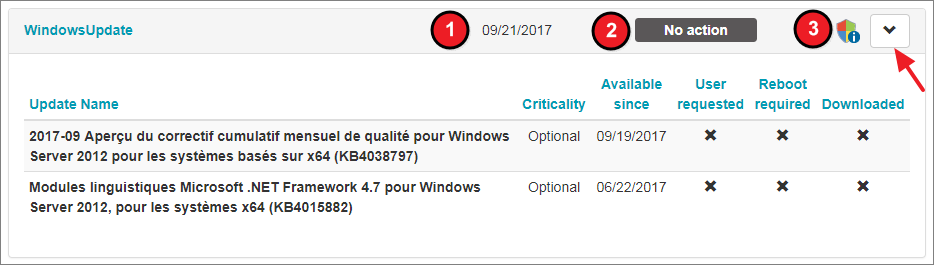 WindowsUpdate 1 09/21/2017 2 No action 3
Update Name Criticality Available since User requested Reboot required Downloaded
2017-09 Aperçu du correctif cumulatif mensuel de qualité pour Windows Optional 09/19/2017
Server 2012 pour les systèmes basés sur x64 (KB4038797)
Modules linguistiques Microsoft .NET Framework 4.7 pour Windows Optional 06/22/2017
Server 2012, pour les systèmes x64 (KB4015882)